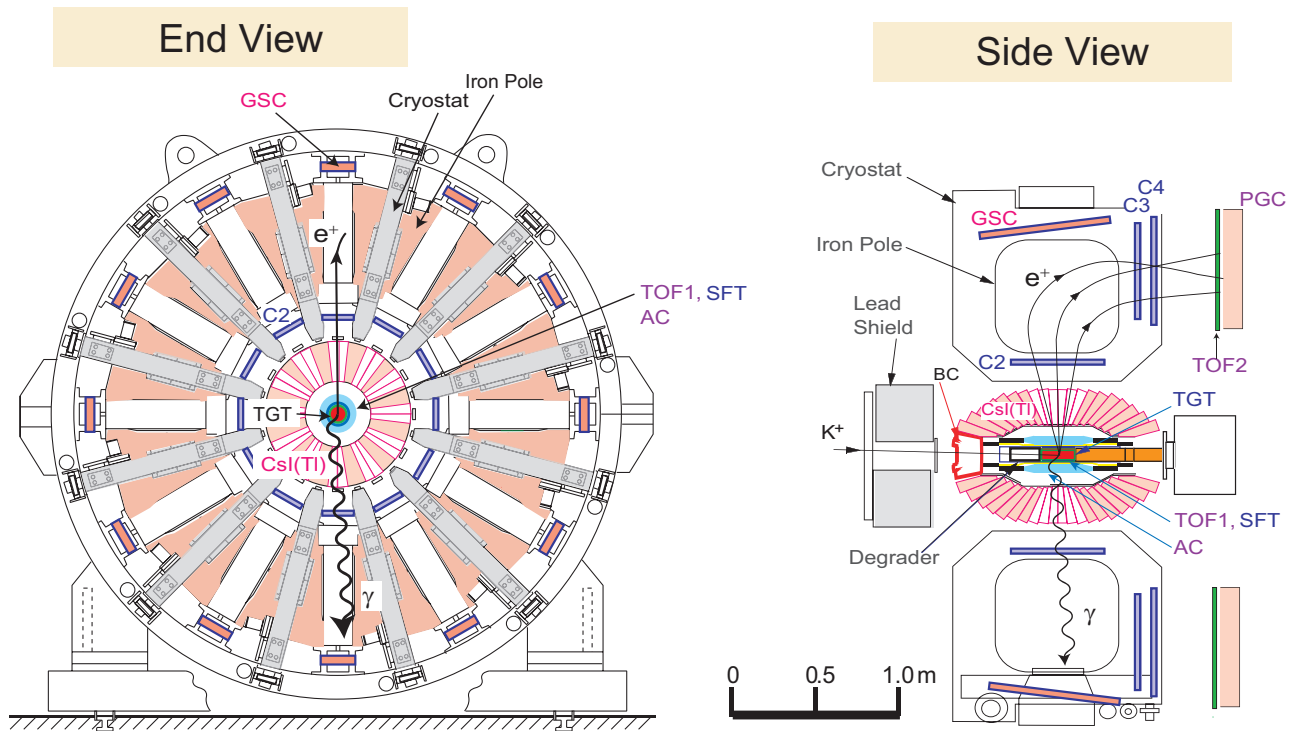 End View
GSC
Cryostat
Iron Pole
e+
C2
TOF1, SFT
AC
TGT
CsI(Tl)
γ
Side View
Cryostat
GSC
C3
C4
PGC
Iron Pole
e+
Lead
Shield
C2
TOF2
BC
CsI(Tl)
TGT
K+
TOF1, SFT
AC
Degrader
γ
0 0.5 1.0 m